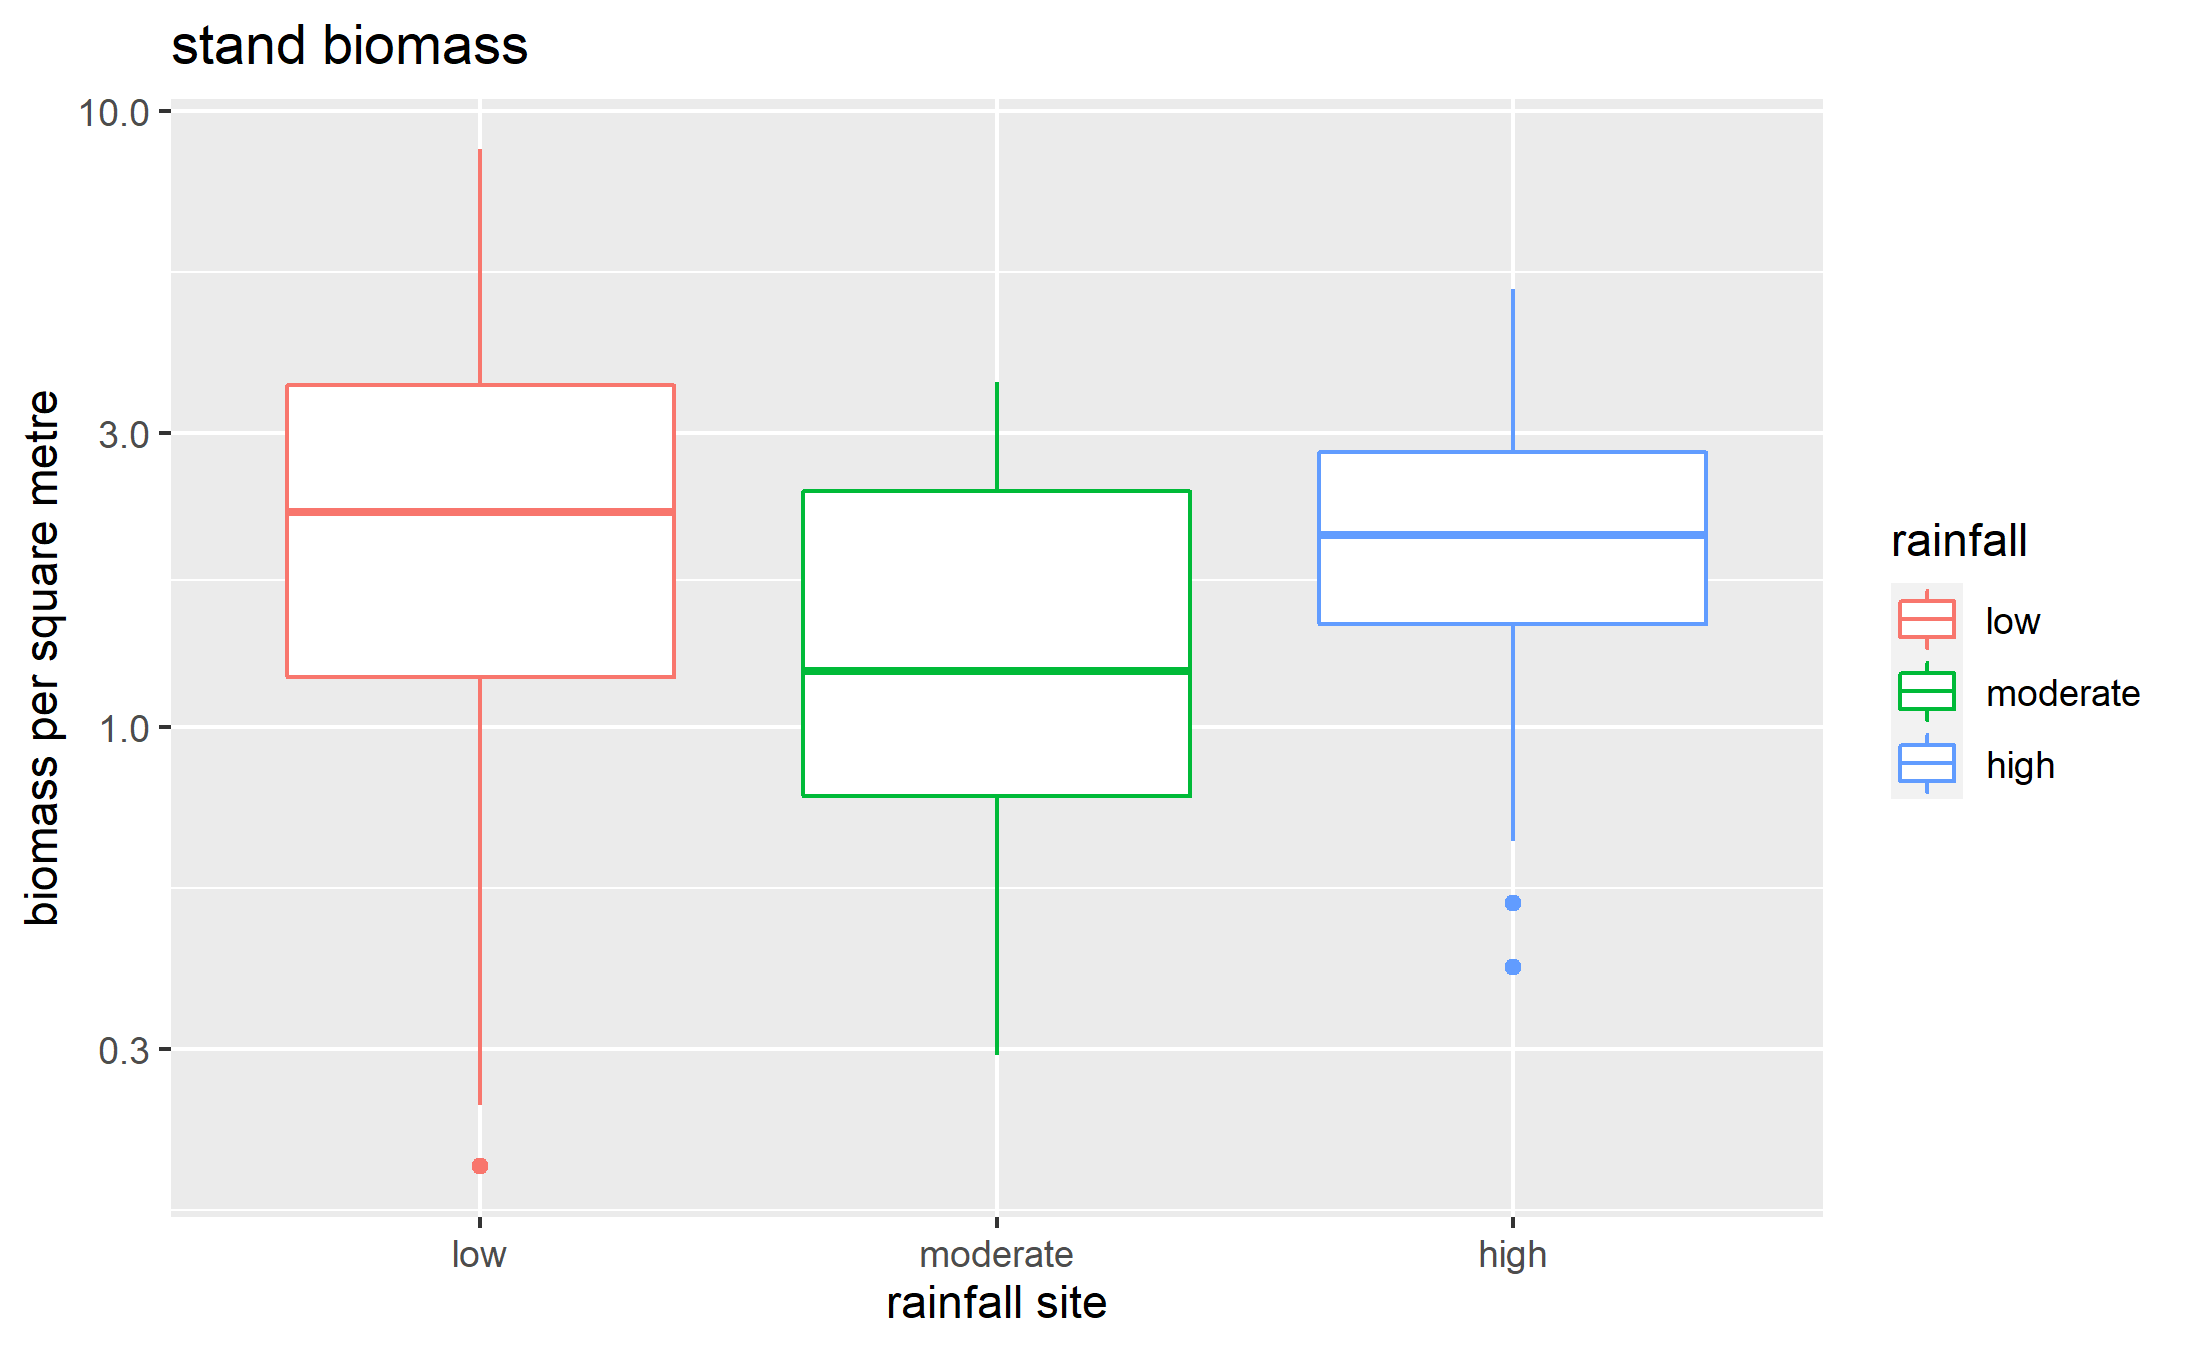 stand biomass
10.0
3.0
1.0
0.3
biomass per square metre
low
moderate
high
rainfall site
rainfall
low
moderate
high